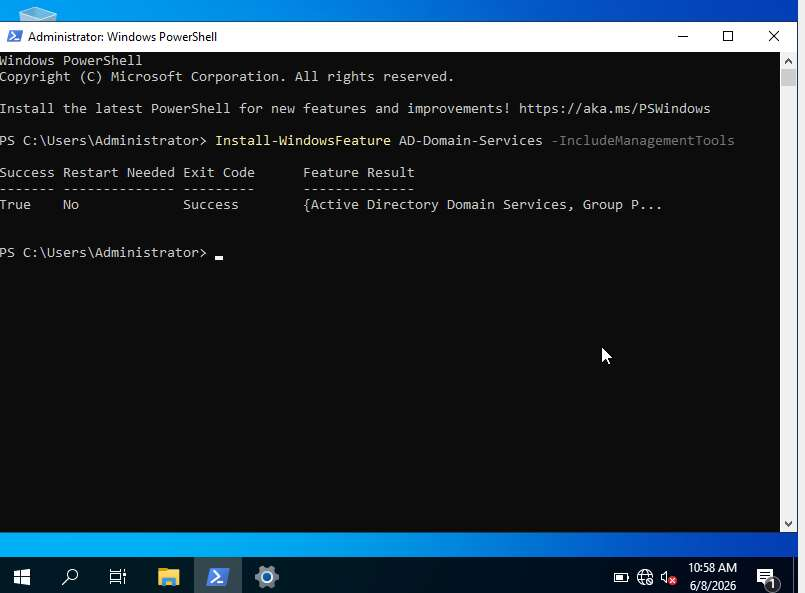 Administrator: Windows PowerShell
Windows PowerShell
Copyright (C) Microsoft Corporation. All rights reserved.
Install the latest PowerShell for new features and improvements! https://aka.ms/PSWindows
PS C:\Users\Administrator> Install-WindowsFeature AD-Domain-Services -IncludeManagementTools
Success Restart Needed Exit Code      Feature Result
------- -------------- ---------      --------------
True    No             Success        {Active Directory Domain Services, Group P...
PS C:\Users\Administrator>
10:58 AM
6/8/2026
1